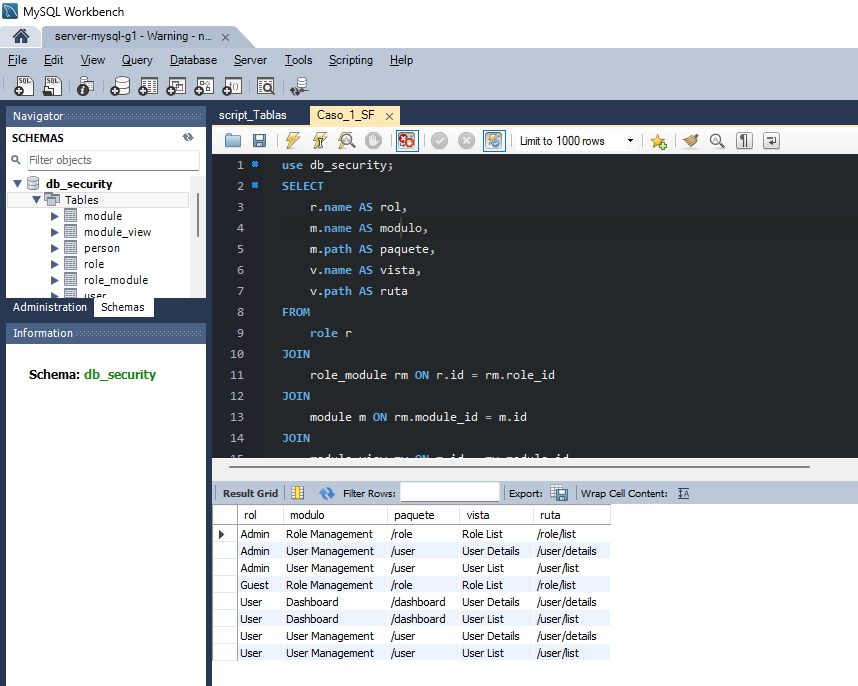 MySQL Workbench
server-mysql-g1 - Warning - n...
File Edit View Query Database Server Tools Scripting Help
Navigator
SCHEMAS
Filter objects
db_security
Tables
module
module_view
person
role
role_module
user
Administration Schemas
Information
Schema: db_security
script_Tablas Caso_1_SF
Limit to 1000 rows
1 use db_security;
2 SELECT
3 r.name AS rol,
4 m.name AS modulo,
5 m.path AS paquete,
6 v.name AS vista,
7 v.path AS ruta
8 FROM
9 role r
10 JOIN
11 role_module rm ON r.id = rm.role_id
12 JOIN
13 module m ON rm.module_id = m.id
14 JOIN
15 module_view mv ON m.id = mv.module_id
Result Grid Filter Rows: Export: Wrap Cell Content:
rol modulo paquete vista ruta
Admin Role Management /role Role List /role/list
Admin User Management /user User Details /user/details
Admin User Management /user User List /user/list
Guest Role Management /role Role List /role/list
User Dashboard /dashboard User Details /user/details
User Dashboard /dashboard User List /user/list
User User Management /user User Details /user/details
User User Management /user User List /user/list